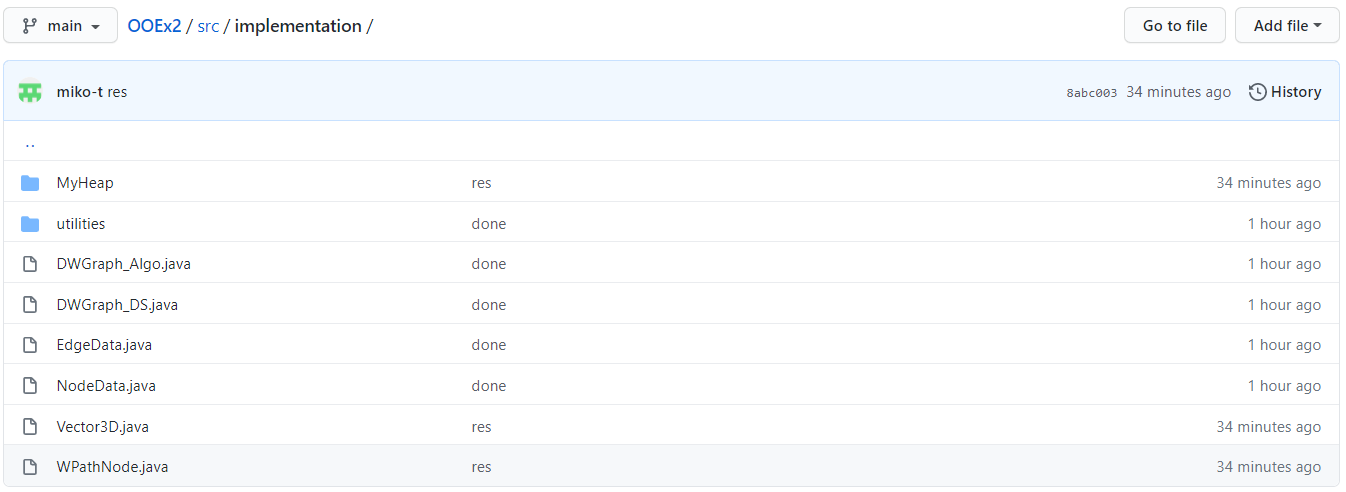 main OOEx2 / src / implementation / Go to file Add file
miko-t res 8abc003 34 minutes ago History
..
MyHeap res 34 minutes ago
utilities done 1 hour ago
DWGraph_Algo.java done 1 hour ago
DWGraph_DS.java done 1 hour ago
EdgeData.java done 1 hour ago
NodeData.java done 1 hour ago
Vector3D.java res 34 minutes ago
WPathNode.java res 34 minutes ago